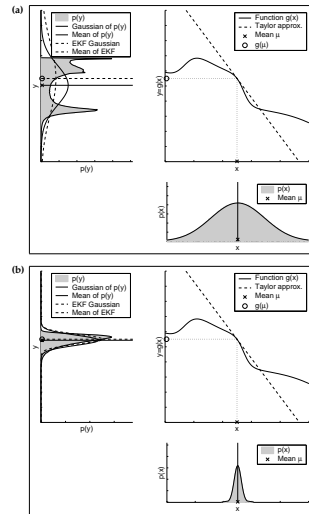 (a)
p(y)
Gaussian of p(y)
Mean of p(y)
EKF Gaussian
Mean of EKF
y
p(y)
Function g(x)
Taylor approx.
Mean μ
g(μ)
y=g(x)
x
p(x)
Mean μ
p(x)
x
(b)
p(y)
Gaussian of p(y)
Mean of p(y)
EKF Gaussian
Mean of EKF
y
p(y)
Function g(x)
Taylor approx.
Mean μ
g(μ)
y=g(x)
x
p(x)
Mean μ
p(x)
x